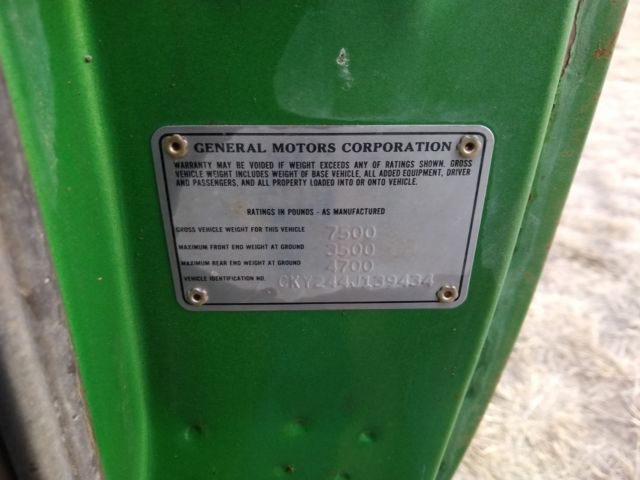 GENERAL MOTORS CORPORATION
WARRANTY MAY BE VOIDED IF WEIGHT EXCEEDS ANY OF RATINGS SHOWN. GROSS
VEHICLE WEIGHT INCLUDES WEIGHT OF BASE VEHICLE, ALL ADDED EQUIPMENT, DRIVER
AND PASSENGERS, AND ALL PROPERTY LOADED INTO OR ONTO VEHICLE.
RATINGS IN POUNDS - AS MANUFACTURED
GROSS VEHICLE WEIGHT FOR THIS VEHICLE 7500
MAXIMUM FRONT END WEIGHT AT GROUND 3500
MAXIMUM REAR END WEIGHT AT GROUND 4700
VEHICLE IDENTIFICATION NO. CKY244J139434